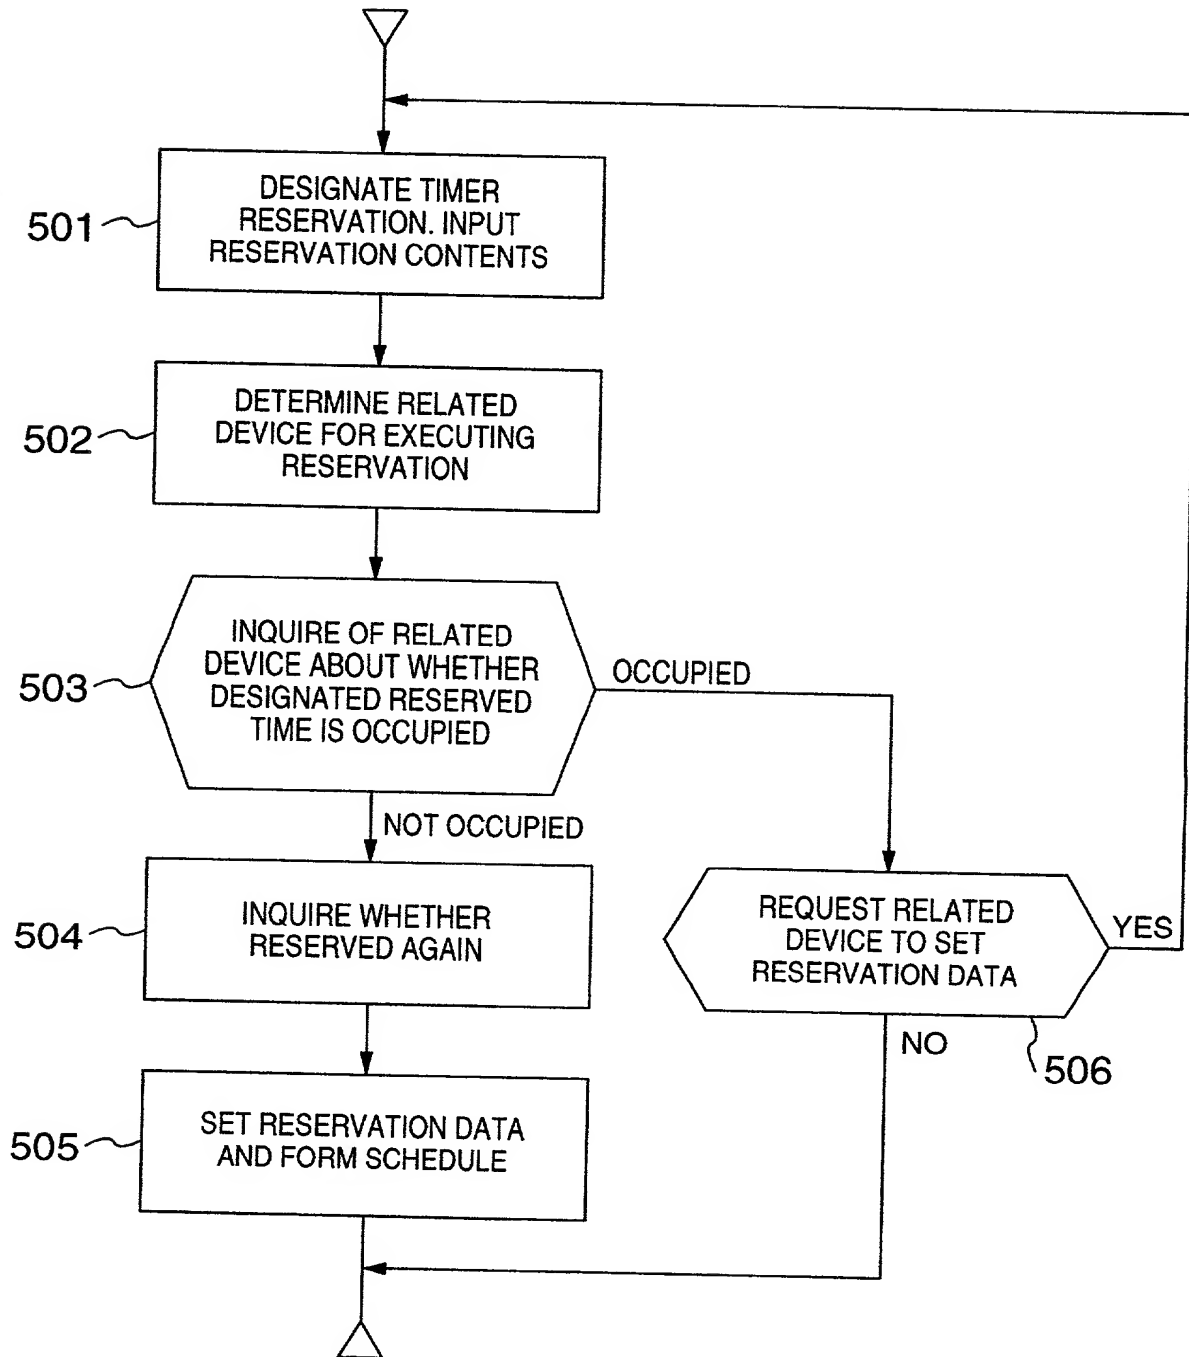 501
DESIGNATE TIMER
RESERVATION. INPUT
RESERVATION CONTENTS
502
DETERMINE RELATED
DEVICE FOR EXECUTING
RESERVATION
503
INQUIRE OF RELATED
DEVICE ABOUT WHETHER
DESIGNATED RESERVED
TIME IS OCCUPIED
OCCUPIED
NOT OCCUPIED
504
INQUIRE WHETHER
RESERVED AGAIN
REQUEST RELATED
DEVICE TO SET
RESERVATION DATA
YES
NO
506
505
SET RESERVATION DATA
AND FORM SCHEDULE